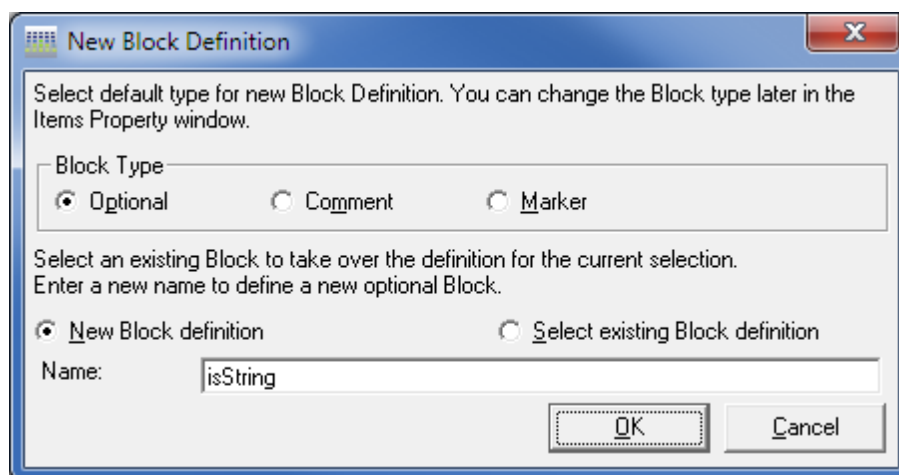 New Block Definition
Select default type for new Block Definition. You can change the Block type later in the
Items Property window.
Block Type
Optional Comment Marker
Select an existing Block to take over the definition for the current selection.
Enter a new name to define a new optional Block.
New Block definition Select existing Block definition
Name: isString
OK Cancel